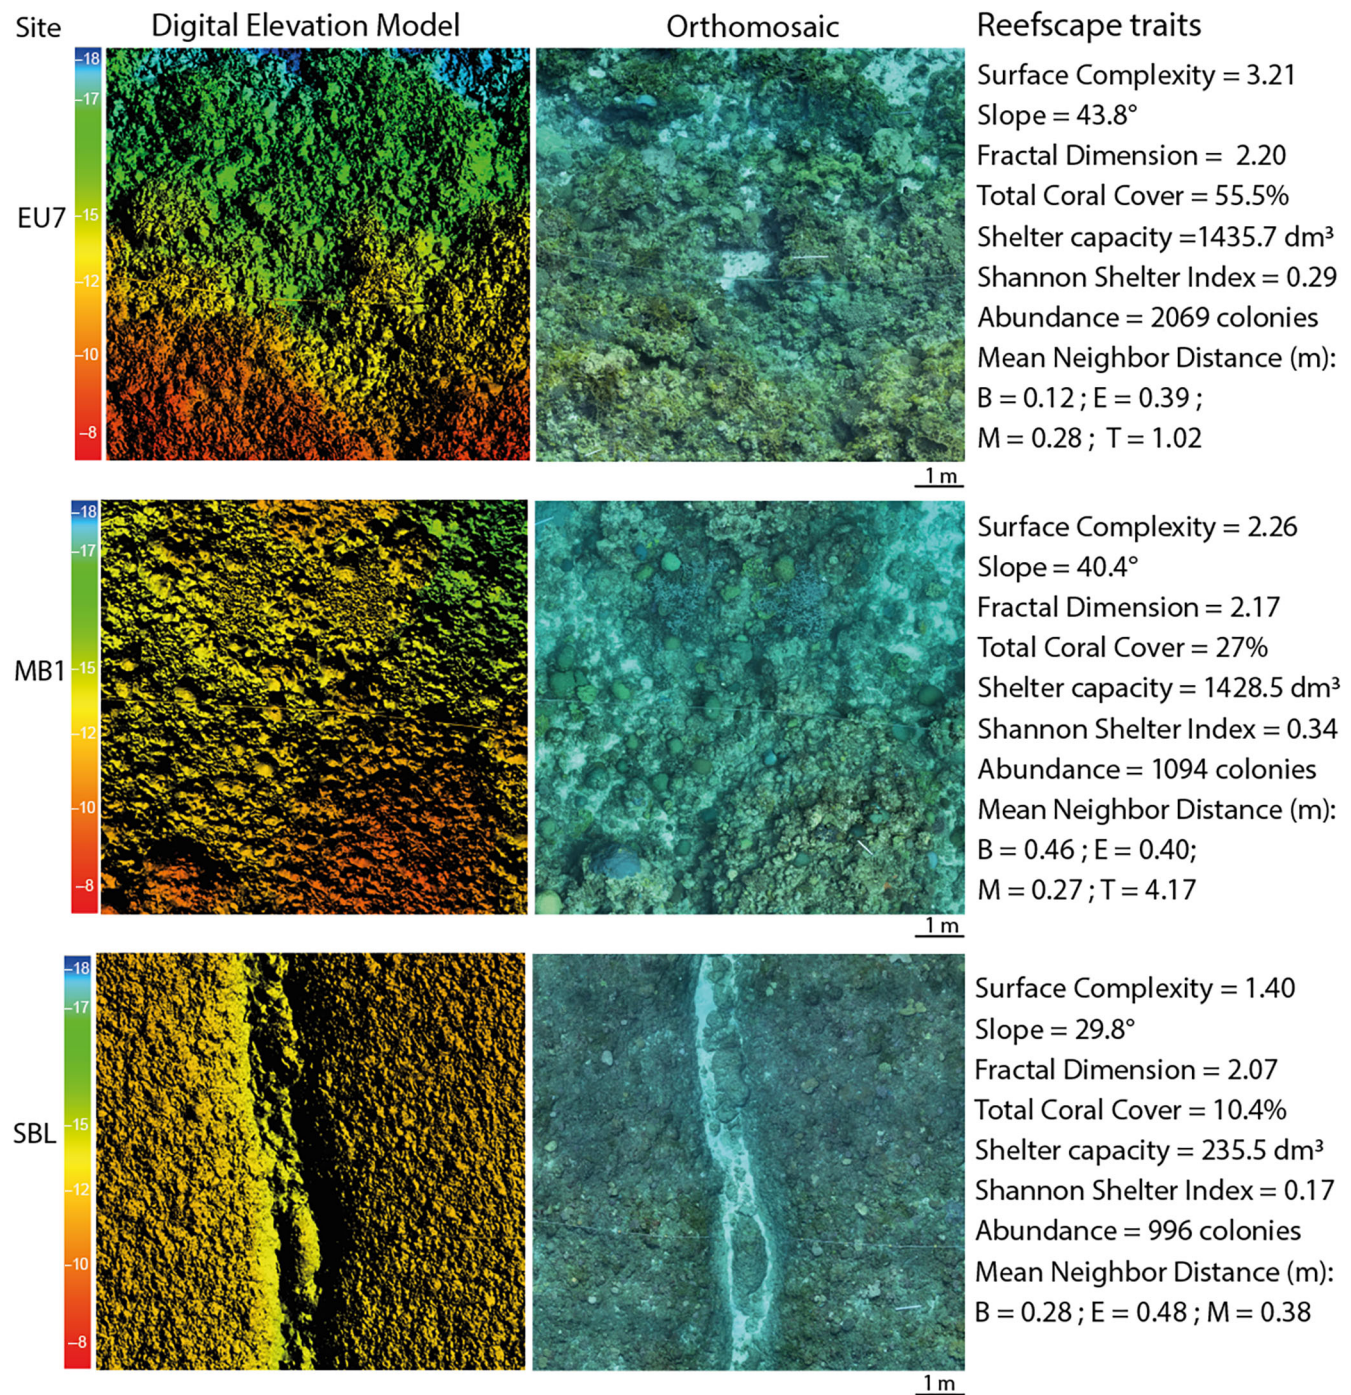 Site Digital Elevation Model Orthomosaic Reefscape traits
–18
–17
–15
–12
–10
–8
EU7
1 m
Surface Complexity = 3.21
Slope = 43.8°
Fractal Dimension = 2.20
Total Coral Cover = 55.5%
Shelter capacity =1435.7 dm³
Shannon Shelter Index = 0.29
Abundance = 2069 colonies
Mean Neighbor Distance (m):
B = 0.12 ; E = 0.39 ;
M = 0.28 ; T = 1.02
–18
–17
–15
–12
–10
–8
MB1
1 m
Surface Complexity = 2.26
Slope = 40.4°
Fractal Dimension = 2.17
Total Coral Cover = 27%
Shelter capacity = 1428.5 dm³
Shannon Shelter Index = 0.34
Abundance = 1094 colonies
Mean Neighbor Distance (m):
B = 0.46 ; E = 0.40;
M = 0.27 ; T = 4.17
–18
–17
–15
–12
–10
–8
SBL
1 m
Surface Complexity = 1.40
Slope = 29.8°
Fractal Dimension = 2.07
Total Coral Cover = 10.4%
Shelter capacity = 235.5 dm³
Shannon Shelter Index = 0.17
Abundance = 996 colonies
Mean Neighbor Distance (m):
B = 0.28 ; E = 0.48 ; M = 0.38